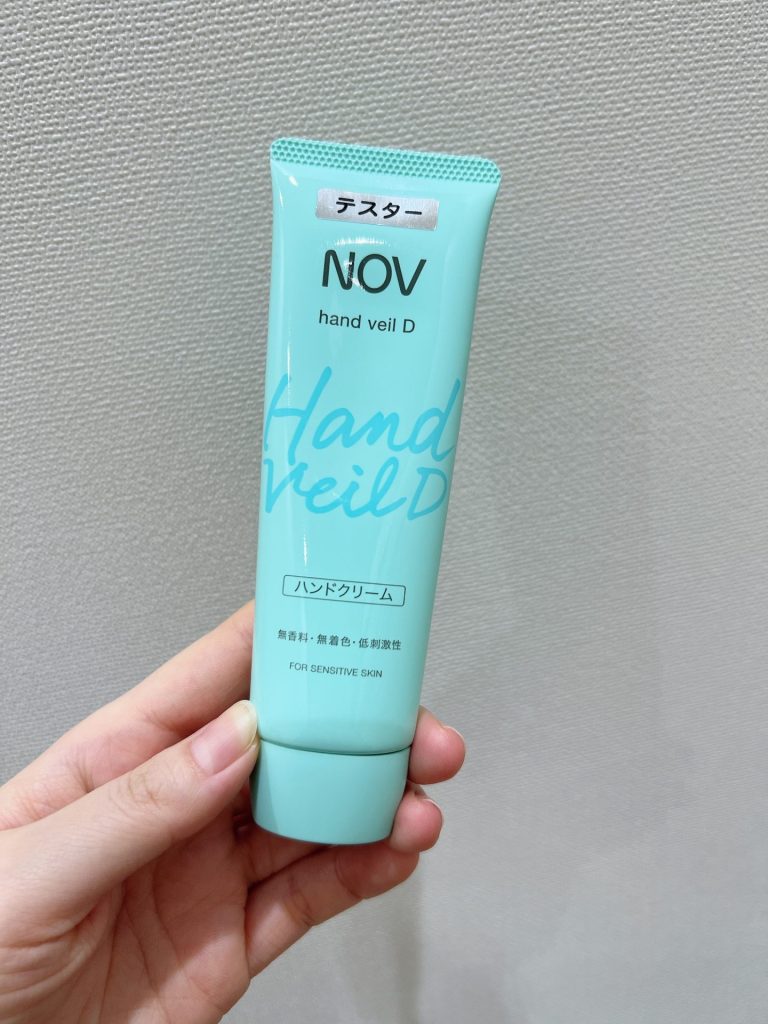 テスター
NOV
hand veil D
Hand
Veil D
ハンドクリーム
無香料・無着色・低刺激性
FOR SENSITIVE SKIN